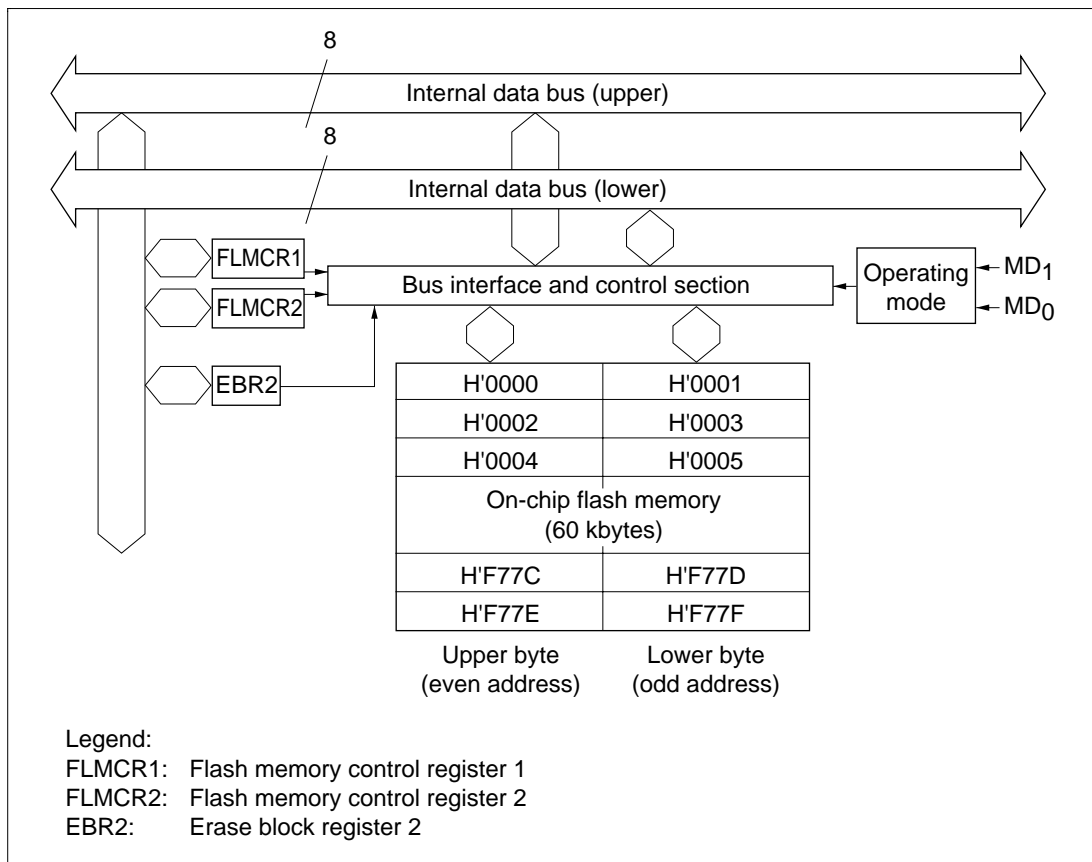 8
Internal data bus (upper)
8
Internal data bus (lower)
FLMCR1
Bus interface and control section
Operating
mode
MD1
MD0
FLMCR2
EBR2
H'0000 H'0001
H'0002 H'0003
H'0004 H'0005
On-chip flash memory
(60 kbytes)
H'F77C H'F77D
H'F77E H'F77F
Upper byte
(even address)
Lower byte
(odd address)
Legend:
FLMCR1: Flash memory control register 1
FLMCR2: Flash memory control register 2
EBR2: Erase block register 2